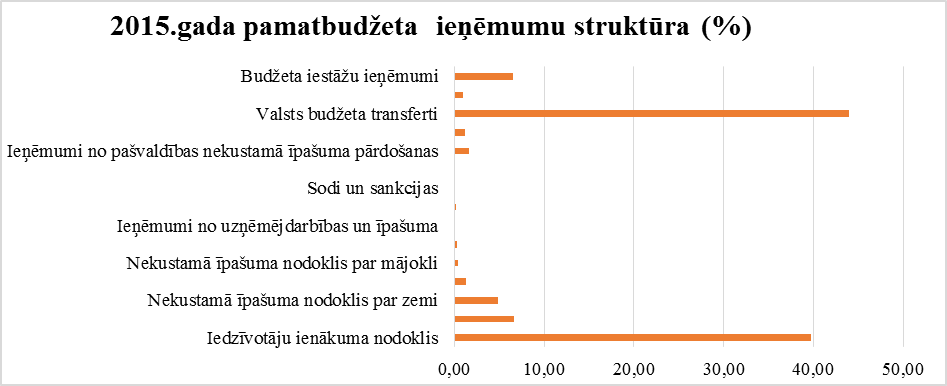 2015.gada pamatbudžeta ieņēmumu struktūra (%)
Budžeta iestāžu ieņēmumi
Valsts budžeta transferti
Ieņēmumi no pašvaldības nekustamā īpašuma pārdošanas
Sodi un sankcijas
Ieņēmumi no uzņēmējdarbības un īpašuma
Nekustamā īpašuma nodoklis par mājokli
Nekustamā īpašuma nodoklis par zemi
Iedzīvotāju ienākuma nodoklis
0,00 10,00 20,00 30,00 40,00 50,00